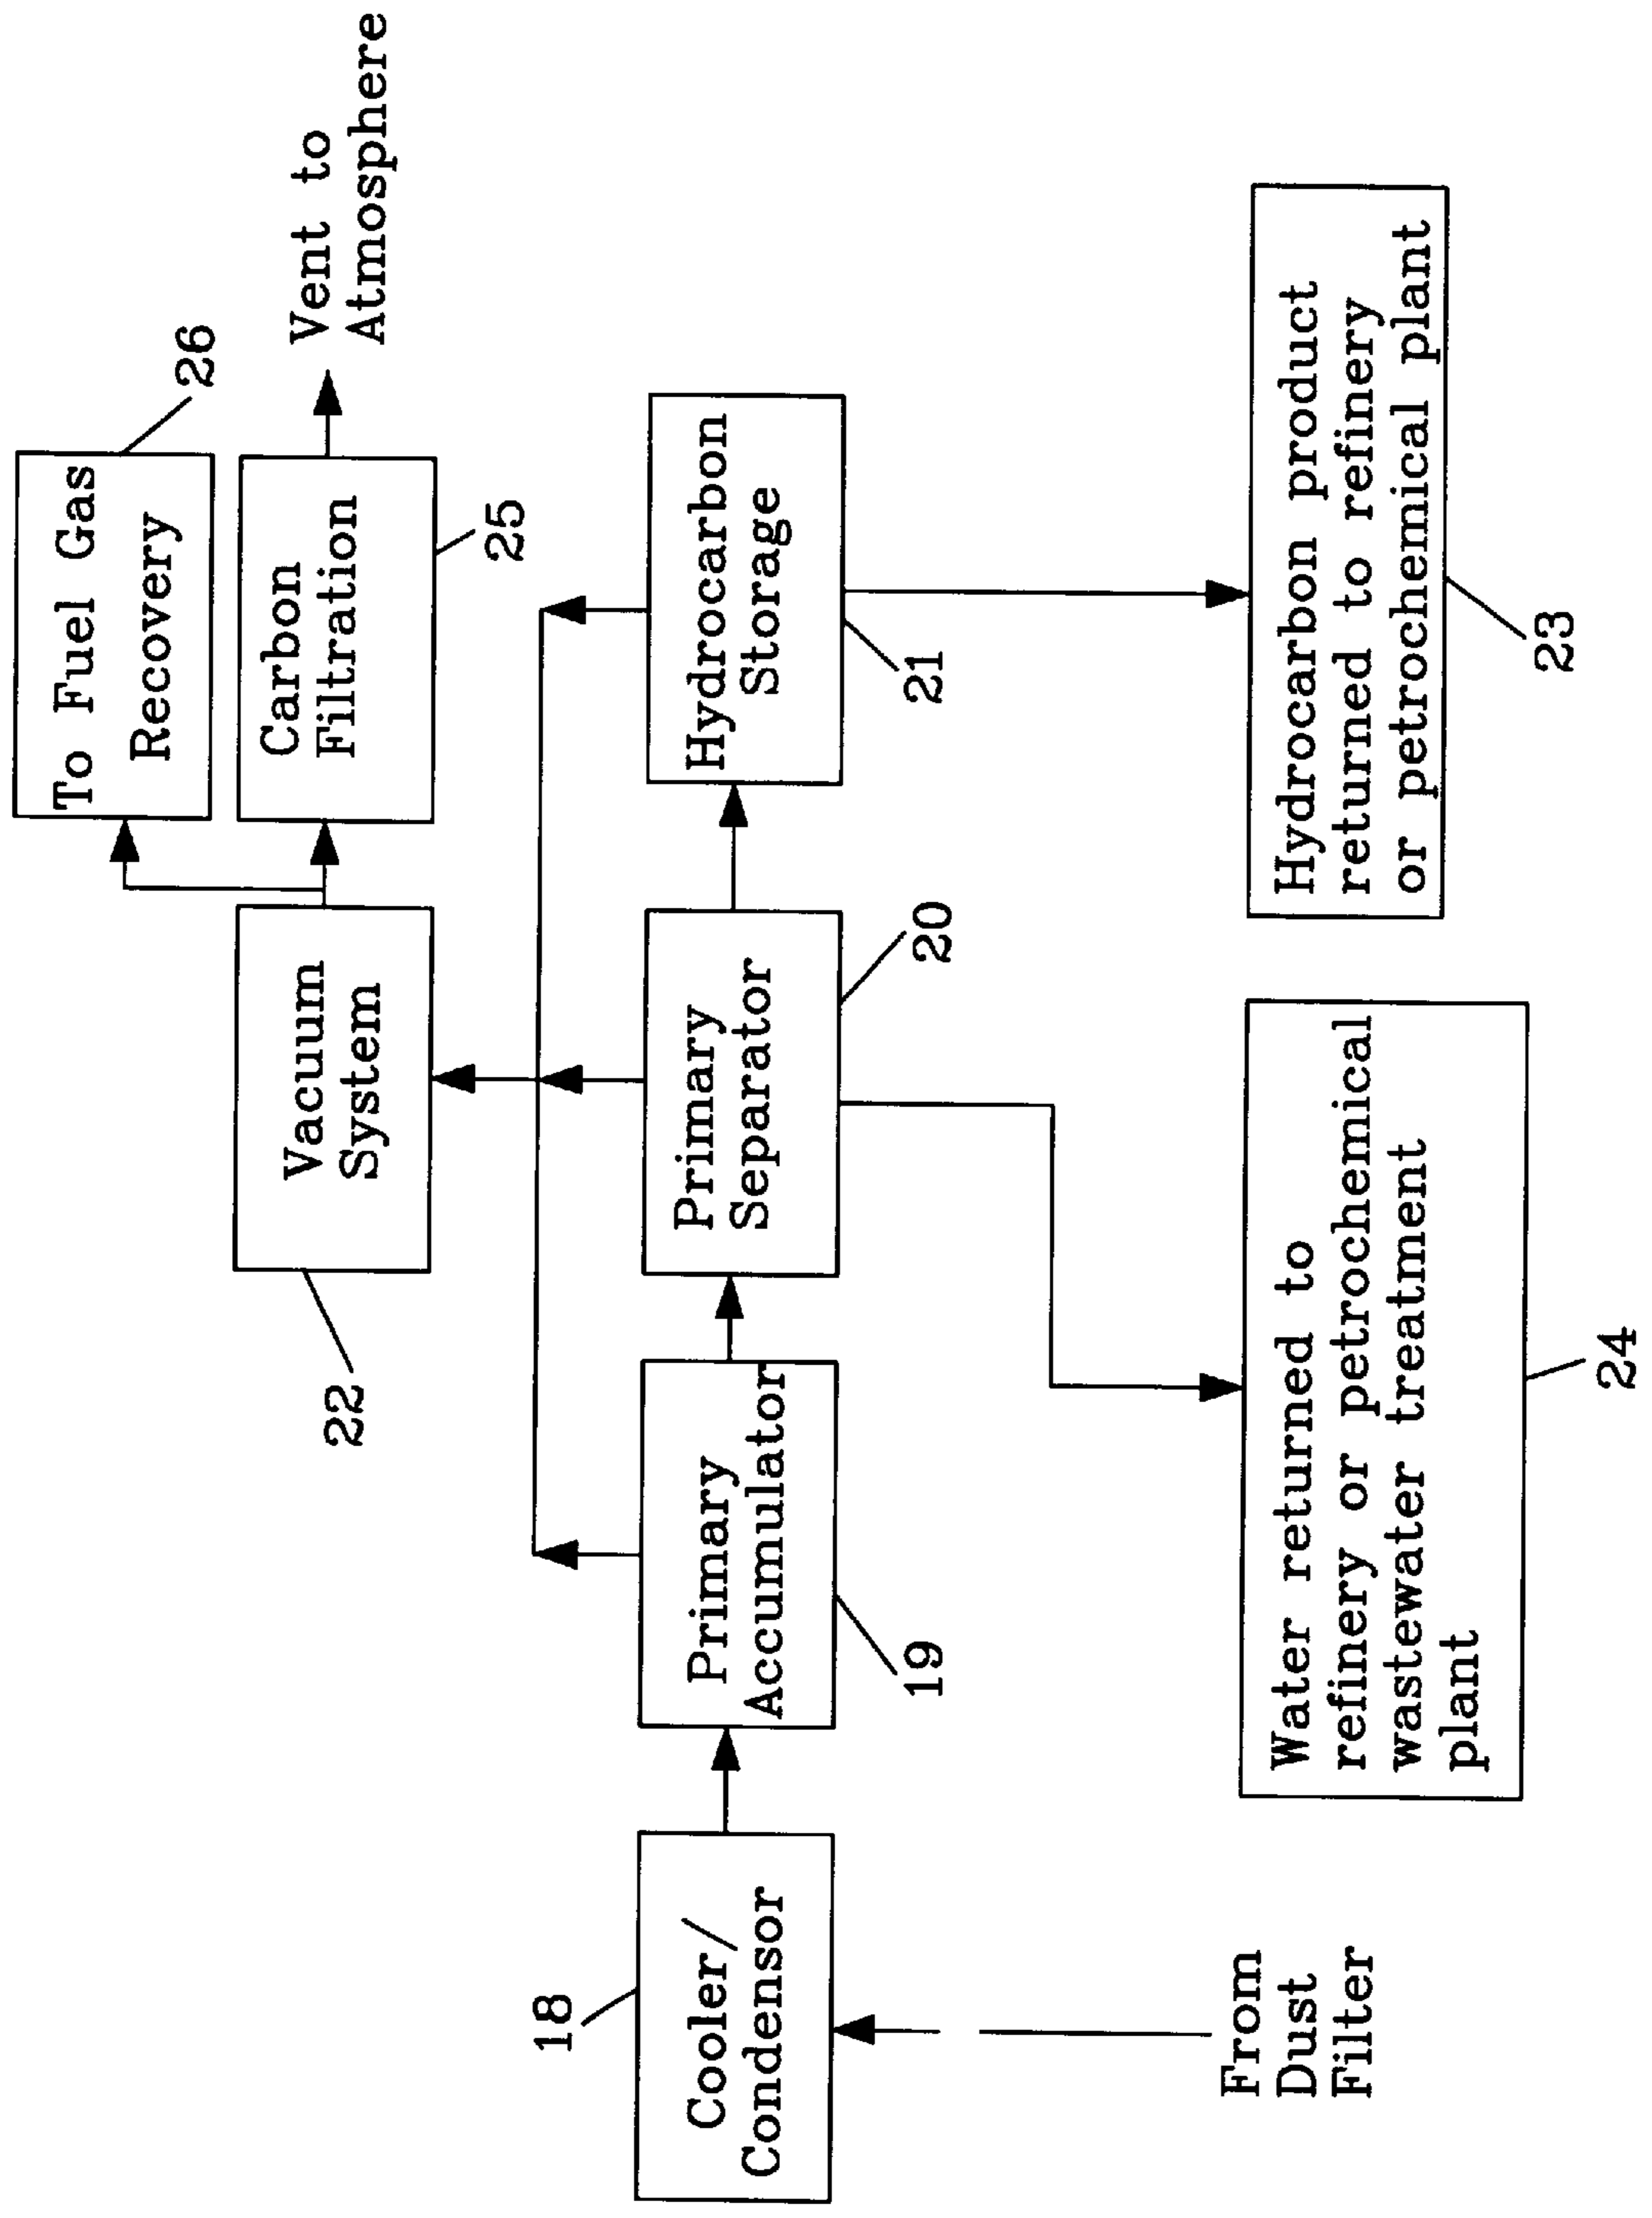 To Fuel Gas
Recovery
26
Carbon
Filtration
25
Vent to
Atmosphere
Vacuum
System
22
18
Cooler/
Condensor
Primary
Accumulator
19
Primary
Separator
20
Hydrocarbon
Storage
21
From
Dust
Filter
Water returned to
refinery or petrochemical
wastewater treatment
plant
24
Hydrocarbon product
returned to refinery
or petrochemical plant
23